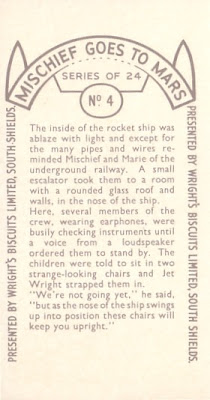 MISCHIEF GOES TO MARS
SERIES OF 24
Nº 4
The inside of the rocket ship was
ablaze with light and except for
the many pipes and wires re-
minded Mischief and Marie of the
underground railway. A small
escalator took them to a room
with a rounded glass roof and
walls, in the nose of the ship.
Here, several members of the
crew, wearing earphones, were
busily checking instruments until
a voice from a loudspeaker
ordered them to stand by. The
children were told to sit in two
strange-looking chairs and Jet
Wright strapped them in.
"We're not going yet," he said,
"but as the nose of the ship swings
up into position these chairs will
keep you upright."
PRESENTED BY WRIGHT'S BISCUITS LIMITED, SOUTH SHIELDS.
PRESENTED BY WRIGHT'S BISCUITS LIMITED, SOUTH SHIELDS.